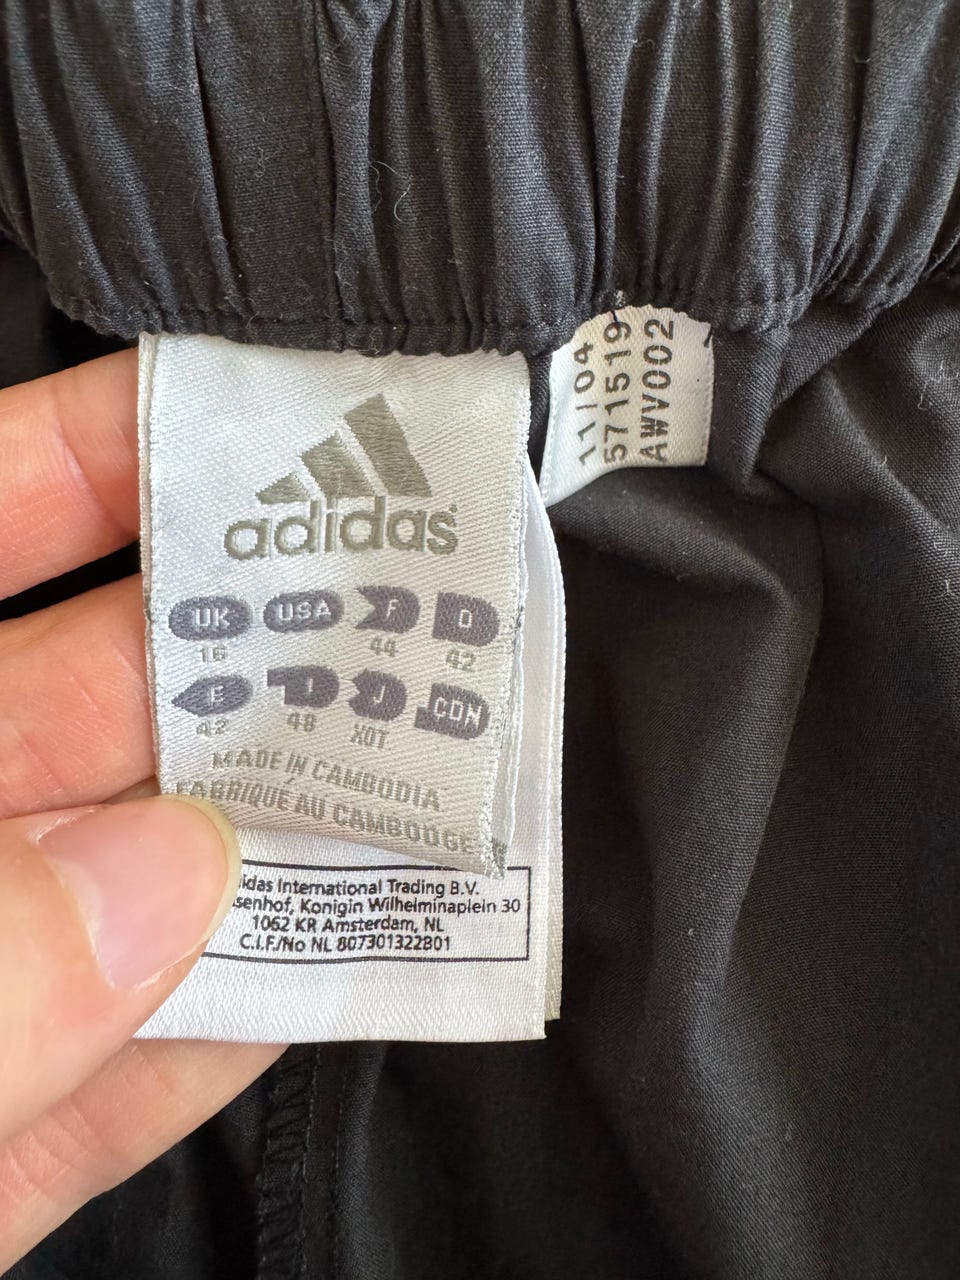 adidas
UK USA F D
16 44 42
E I J CDN
42 48 XOT
MADE IN CAMBODIA
FABRIQUE AU CAMBODGE
International Trading B.V.
Konigin Wilhelminaplein 30
1062 KR Amsterdam, NL
C.I.F./No NL 807301322B01
11/04
571519
AWV002